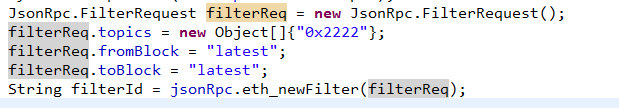 JsonRpc.FilterRequest filterReq = new JsonRpc.FilterRequest();
filterReq.topics = new Object[]{"0x2222"};
filterReq.fromBlock = "latest";
filterReq.toBlock = "latest";
String filterId = jsonRpc.eth_newFilter(filterReq);